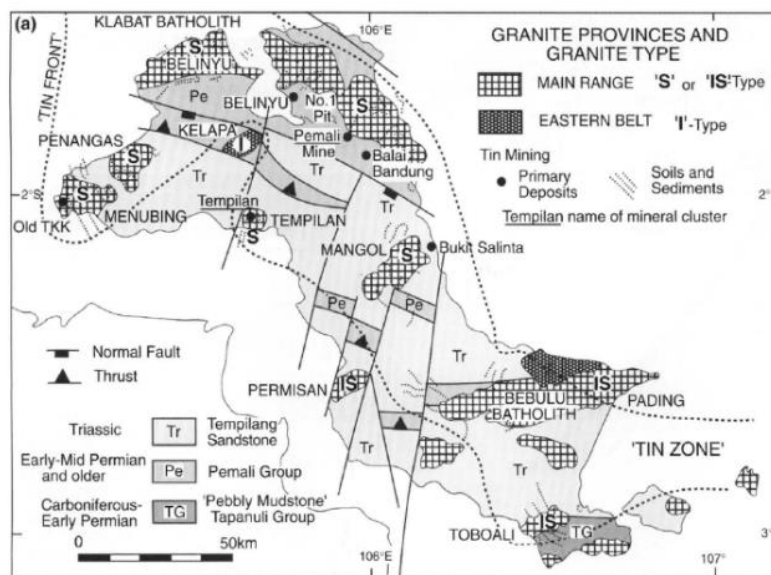 (a)
KLABAT BATHOLITH
106°E
'TIN FRONT'
S
BELINYU
Pe
BELINYU
No.1
Pit
S
PENANGAS
KELAPA
I
Pemali
Mine
Balai
Bandung
S
Tr
Tr
Tr
2°
S
Old TKK
MENUBING
Templian
TEMPILAN
S
MANGOL
S
Bukit Salinta
Pe
Pe
Tr
PERMISAN
IS
Tr
IS
BEBULU
BATHOLITH
PADING
Tr
'TIN ZONE'
TOBOALI
IS
TG
106°E
107°
3°
GRANITE PROVINCES AND
GRANITE TYPE
MAIN RANGE 'S' or 'IS' Type
EASTERN BELT 'I'-Type
Tin Mining
Primary
Deposits
Soils and
Sediments
Tempilan name of mineral cluster
2°
Normal Fault
Thrust
Triassic Tr Tempilang
Sandstone
Early-Mid Permian
and older Pe Pemali Group
Carboniferous-
Early Permian TG 'Pebbly Mudstone'
Tapanuli Group
0 50km